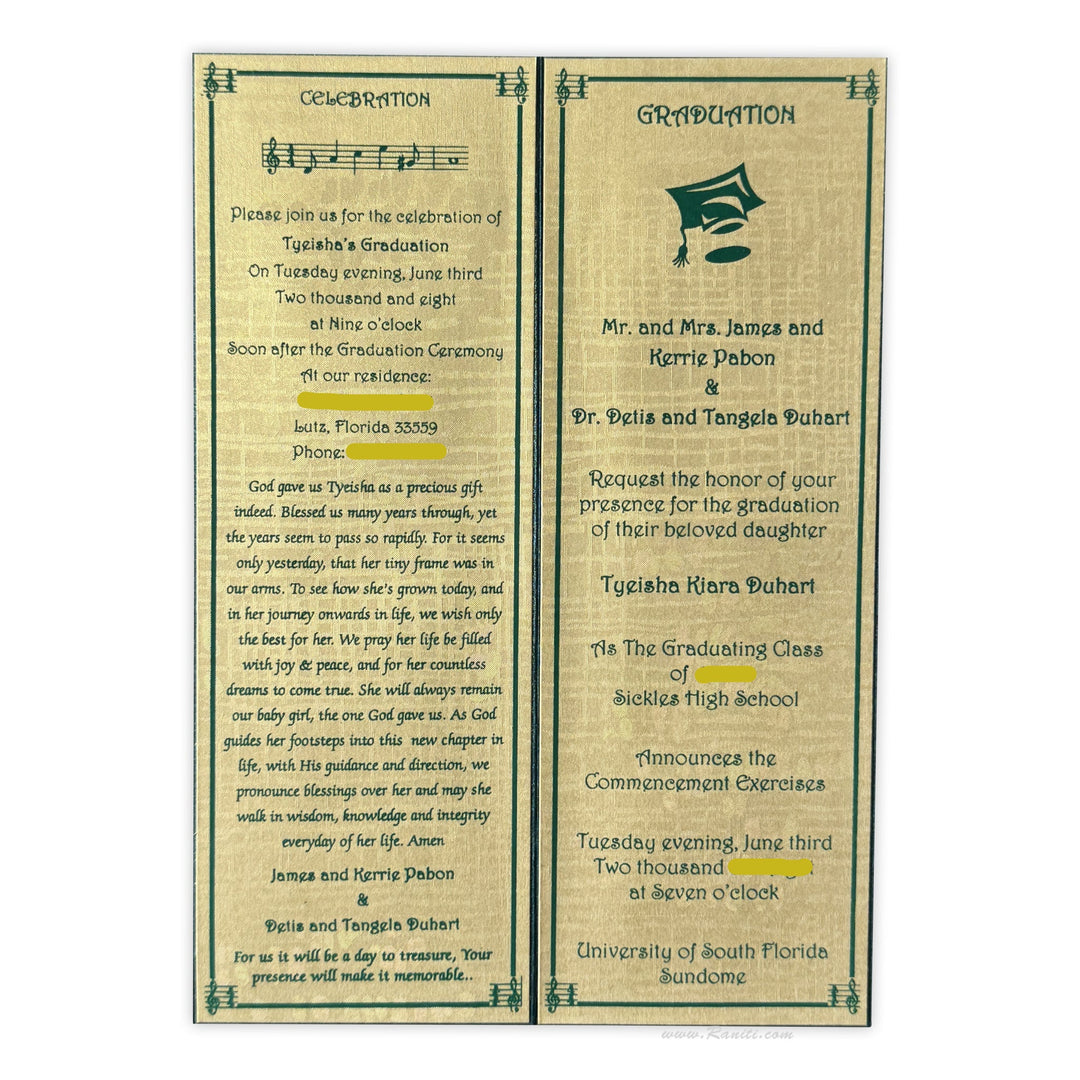 CELEBRATION
Please join us for the celebration of
Tyeisha's Graduation
On Tuesday evening, June third
Two thousand and eight
at Nine o'clock
Soon after the Graduation Ceremony
At our residence:
Lutz, Florida 33559
Phone:
God gave us Tyeisha as a precious gift
indeed. Blessed us many years through, yet
the years seem to pass so rapidly. For it seems
only yesterday, that her tiny frame was in
our arms. To see how she's grown today, and
in her journey onwards in life, we wish only
the best for her. We pray her life be filled
with joy & peace, and for her countless
dreams to come true. She will always remain
our baby girl, the one God gave us. As God
guides her footsteps into this new chapter in
life, with His guidance and direction, we
pronounce blessings over her and may she
walk in wisdom, knowledge and integrity
everyday of her life. Amen
James and Kerrie Pabon
&
Detis and Tangela Duhart
For us it will be a day to treasure, Your
presence will make it memorable..
GRADUATION
Mr. and Mrs. James and
Kerrie Pabon
&
Dr. Detis and Tangela Duhart
Request the honor of your
presence for the graduation
of their beloved daughter
Tyeisha Kiara Duhart
As The Graduating Class
of
Sickles High School
Announces the
Commencement Exercises
Tuesday evening, June third
Two thousand
at Seven o'clock
University of South Florida
Sundome
www.Raniti.com